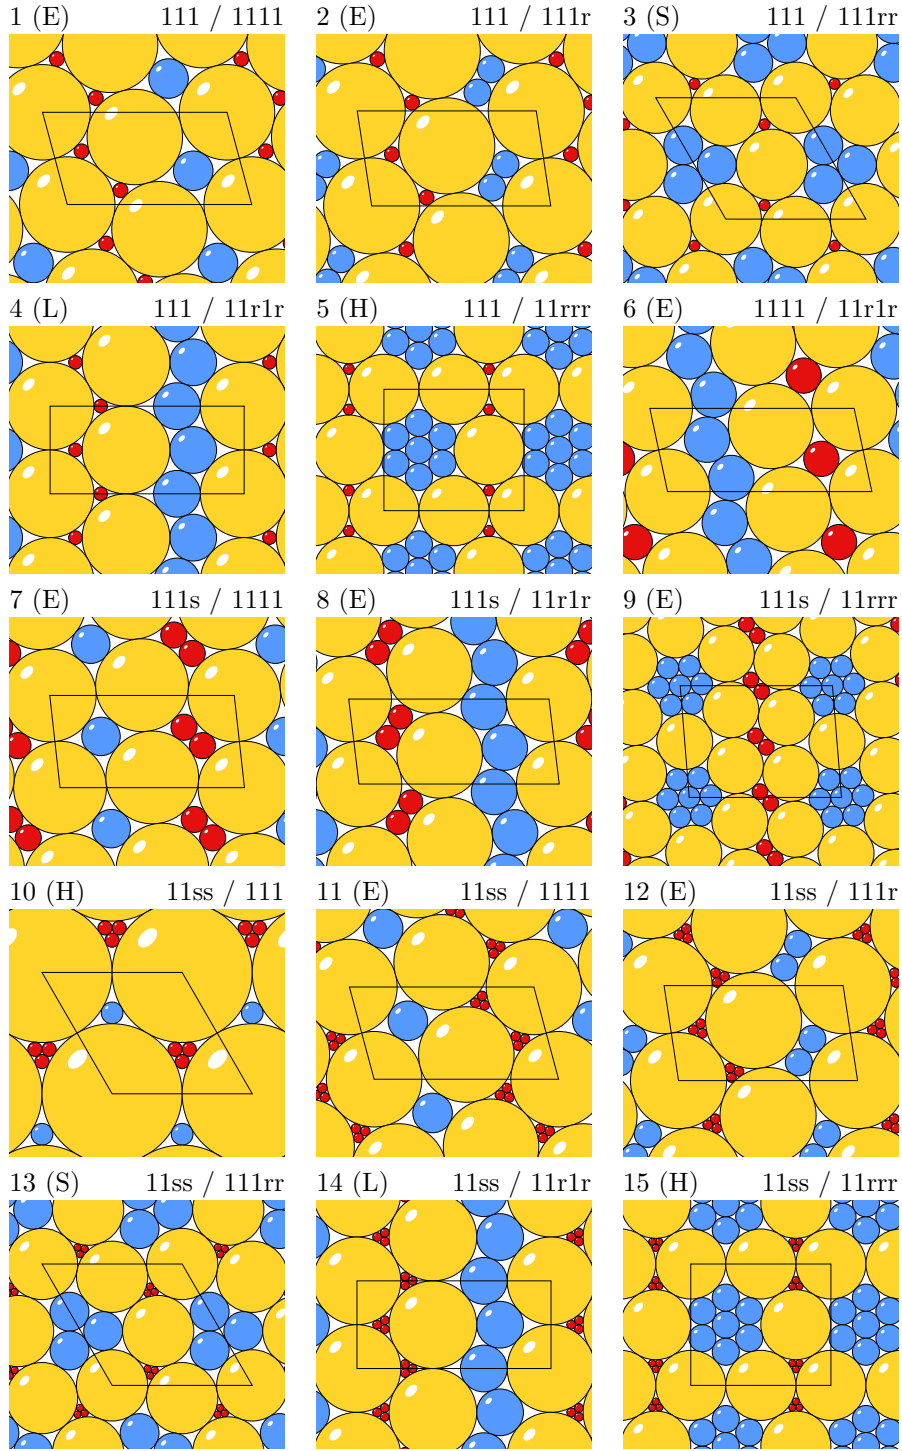 1 (E) 111 / 1111
2 (E) 111 / 111r
3 (S) 111 / 111rr
4 (L) 111 / 11r1r
5 (H) 111 / 11rrr
6 (E) 1111 / 11r1r
7 (E) 111s / 1111
8 (E) 111s / 11r1r
9 (E) 111s / 11rrr
10 (H) 11ss / 111
11 (E) 11ss / 1111
12 (E) 11ss / 111r
13 (S) 11ss / 111rr
14 (L) 11ss / 11r1r
15 (H) 11ss / 11rrr